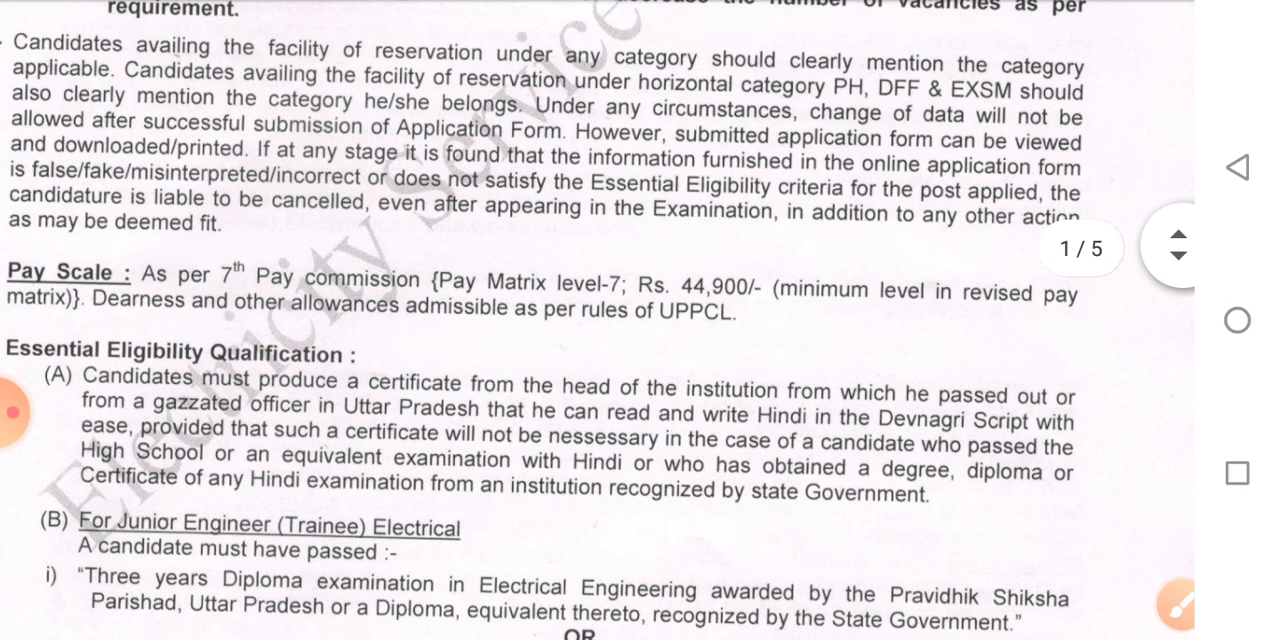 requirement. the number of vacancies as per
Candidates availing the facility of reservation under any category should clearly mention the category
applicable. Candidates availing the facility of reservation under horizontal category PH, DFF & EXSM should
also clearly mention the category he/she belongs. Under any circumstances, change of data will not be
allowed after successful submission of Application Form. However, submitted application form can be viewed
and downloaded/printed. If at any stage it is found that the information furnished in the online application form
is false/fake/misinterpreted/incorrect or does not satisfy the Essential Eligibility criteria for the post applied, the
candidature is liable to be cancelled, even after appearing in the Examination, in addition to any other action
as may be deemed fit.
1 / 5
Pay Scale : As per 7th Pay commission {Pay Matrix level-7; Rs. 44,900/- (minimum level in revised pay
matrix)}. Dearness and other allowances admissible as per rules of UPPCL.
Essential Eligibility Qualification :
(A) Candidates must produce a certificate from the head of the institution from which he passed out or
from a gazzated officer in Uttar Pradesh that he can read and write Hindi in the Devnagri Script with
ease, provided that such a certificate will not be nessessary in the case of a candidate who passed the
High School or an equivalent examination with Hindi or who has obtained a degree, diploma or
Certificate of any Hindi examination from an institution recognized by state Government.
(B) For Junior Engineer (Trainee) Electrical
A candidate must have passed :-
i) “Three years Diploma examination in Electrical Engineering awarded by the Pravidhik Shiksha
Parishad, Uttar Pradesh or a Diploma, equivalent thereto, recognized by the State Government.”
OR
Electricity Service